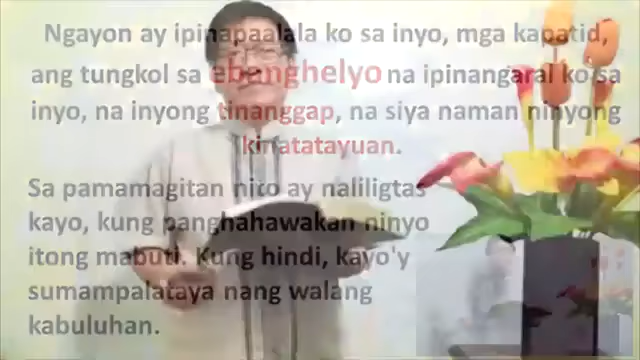 Ngayon ay ipinapaalala ko sa inyo, mga kapatid,
ang tungkol sa ebanghelyo na ipinangaral ko sa
inyo, na inyong tinanggap, na siya naman ninyong
kinatatayuan.
Sa pamamagitan nito ay naliligtas
kayo, kung panghahawakan ninyo
itong mabuti. Kung hindi, kayo'y
sumampalataya nang walang
kabuluhan.